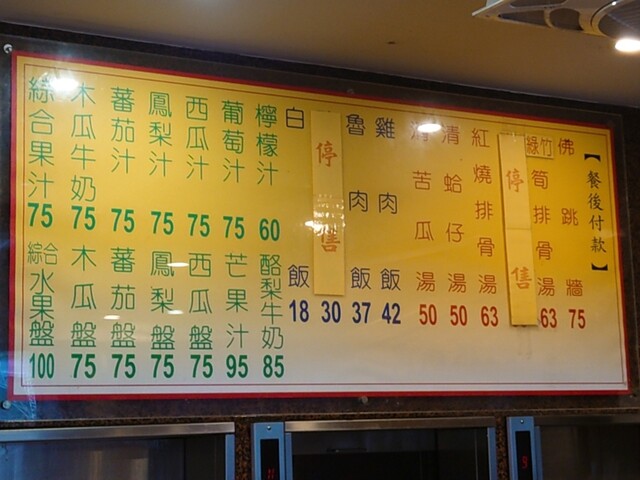 【餐後付款】
佛跳牆 75
綠竹筍排骨湯 63
停售
紅燒排骨湯 63
清蛤仔湯 50
苦瓜湯 50
雞肉飯 42
魯肉飯 37
停售 30
白飯 18
檸檬汁 60
葡萄汁 75
西瓜汁 75
鳳梨汁 75
蕃茄汁 75
木瓜牛奶 75
綜合果汁 75
酪梨牛奶 85
芒果汁 95
西瓜盤 75
鳳梨盤 75
蕃茄盤 75
木瓜盤 75
綜合水果盤 100